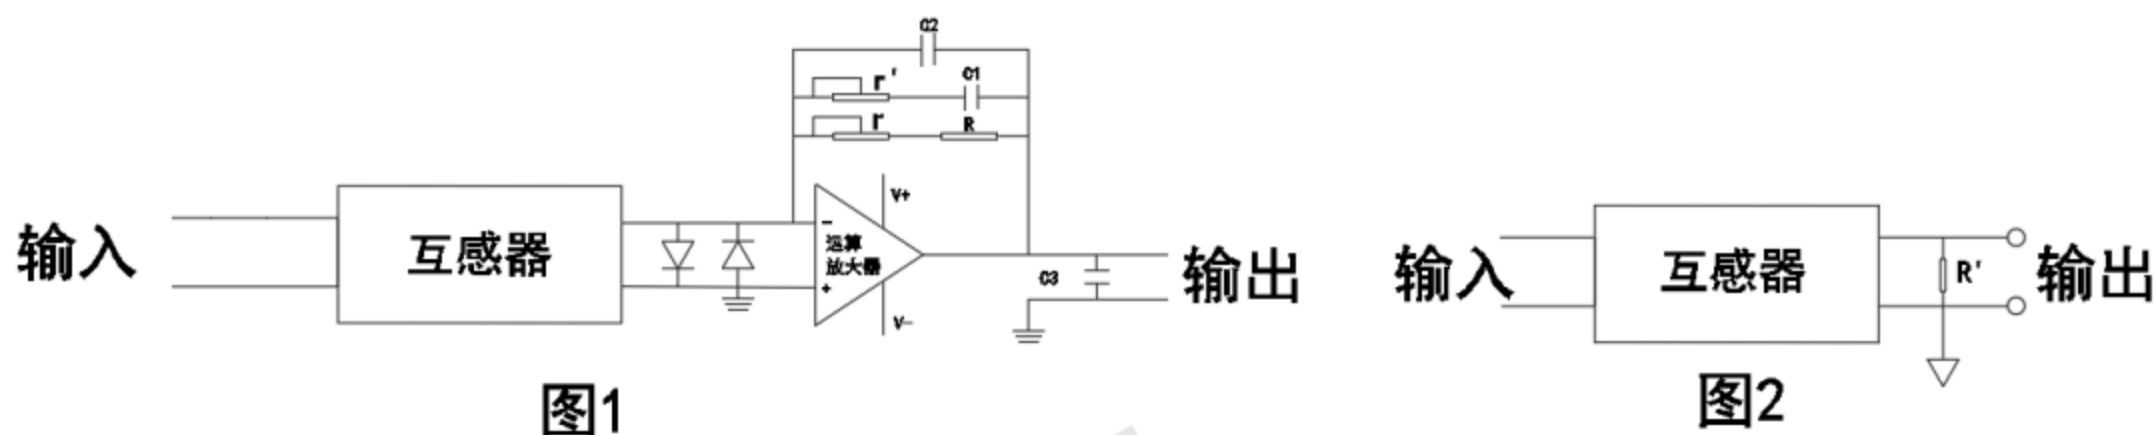 C2
r' C1
r R
V+
输入 互感器 - 运算放大器 + C3 输出
V-
图1
输入 互感器 R' 输出
图2